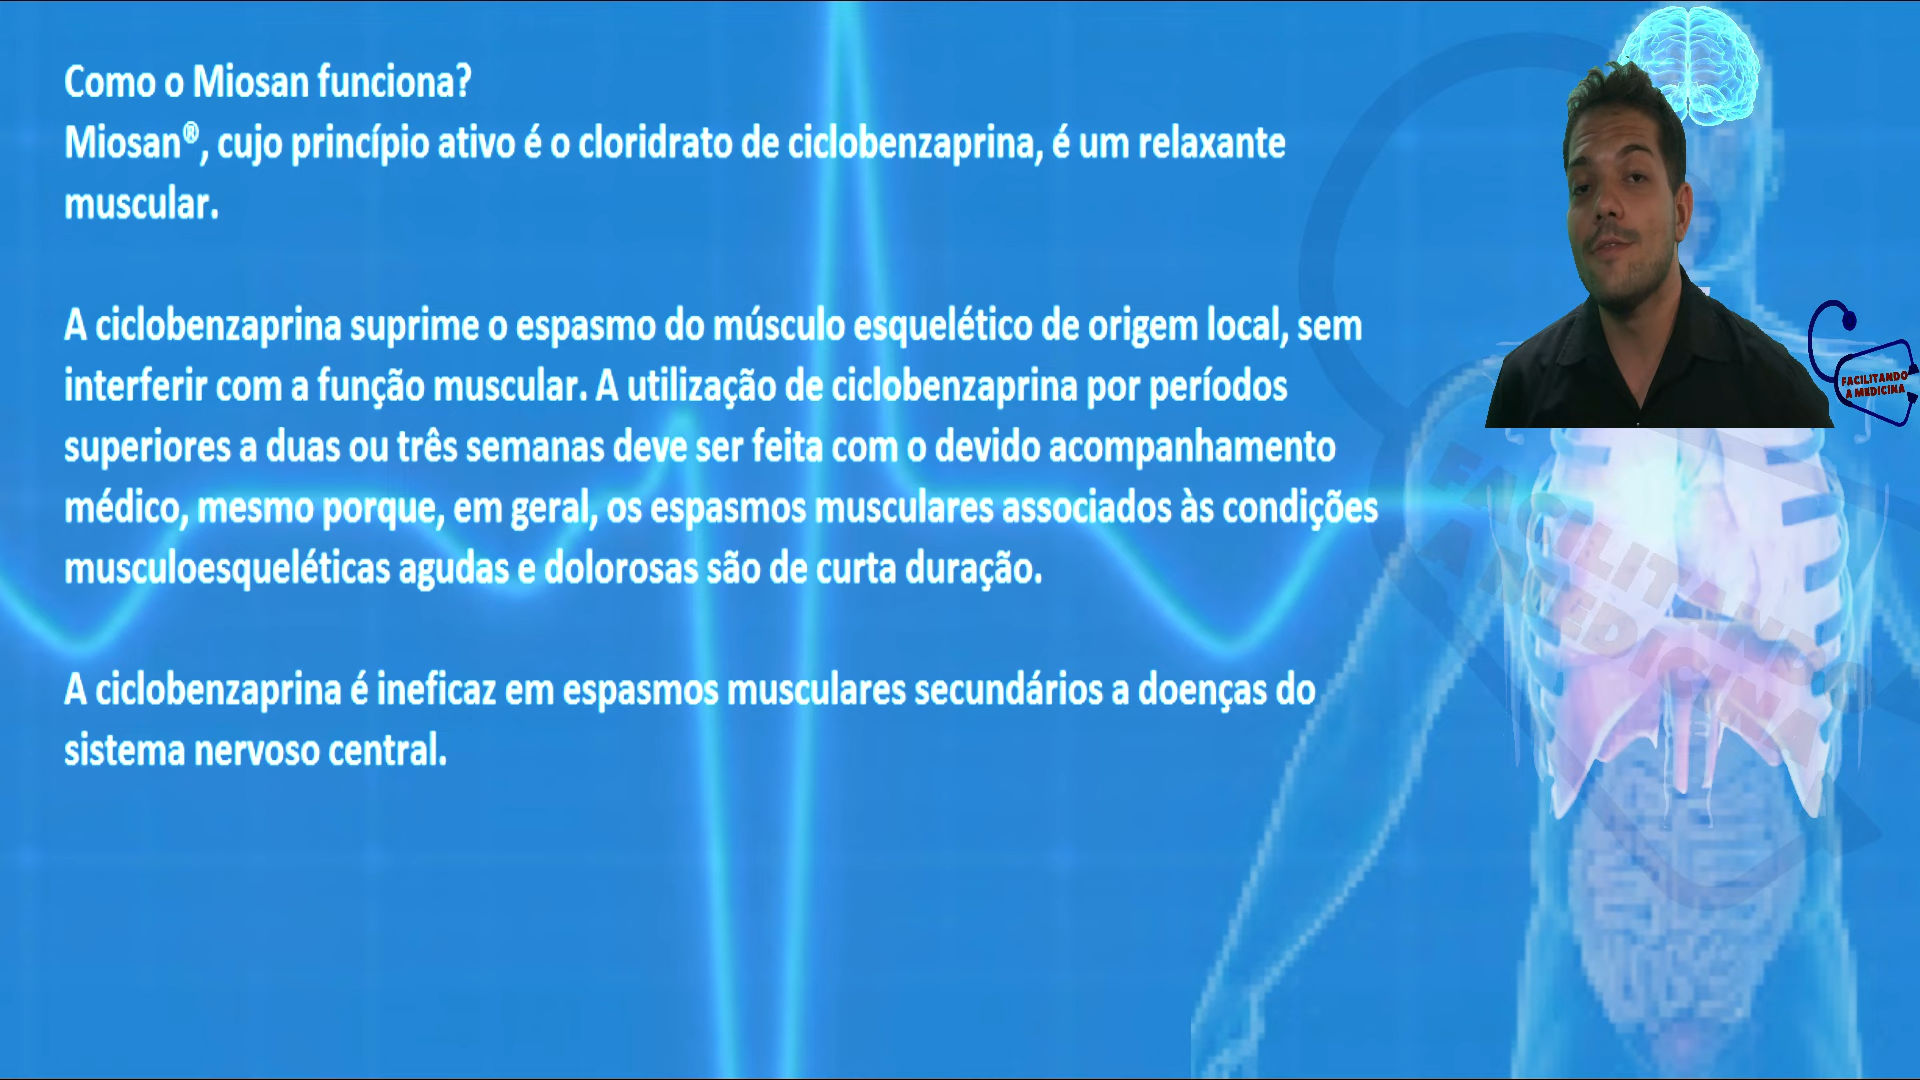 Como o Miosan funciona?
Miosan®, cujo princípio ativo é o cloridrato de ciclobenzaprina, é um relaxante
muscular.
A ciclobenzaprina suprime o espasmo do músculo esquelético de origem local, sem
interferir com a função muscular. A utilização de ciclobenzaprina por períodos
superiores a duas ou três semanas deve ser feita com o devido acompanhamento
médico, mesmo porque, em geral, os espasmos musculares associados às condições
musculoesqueléticas agudas e dolorosas são de curta duração.
A ciclobenzaprina é ineficaz em espasmos musculares secundários a doenças do
sistema nervoso central.
FACILITANDO
A MEDICINA
FACILITANDO
A MEDICINA